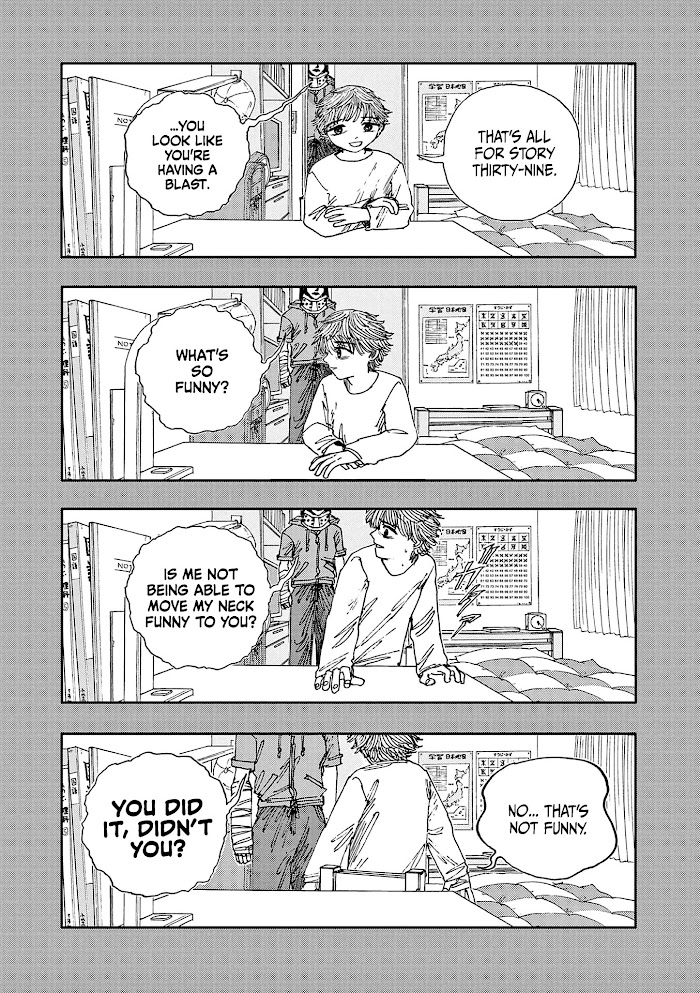 THAT'S ALL
FOR STORY
THIRTY-NINE.
...YOU
LOOK LIKE
YOU'RE
HAVING A
BLAST.
WHAT'S
SO
FUNNY?
IS ME NOT
BEING ABLE TO
MOVE MY NECK
FUNNY TO YOU?
NO... THAT'S
NOT FUNNY.
YOU DID
IT, DIDN'T
YOU?